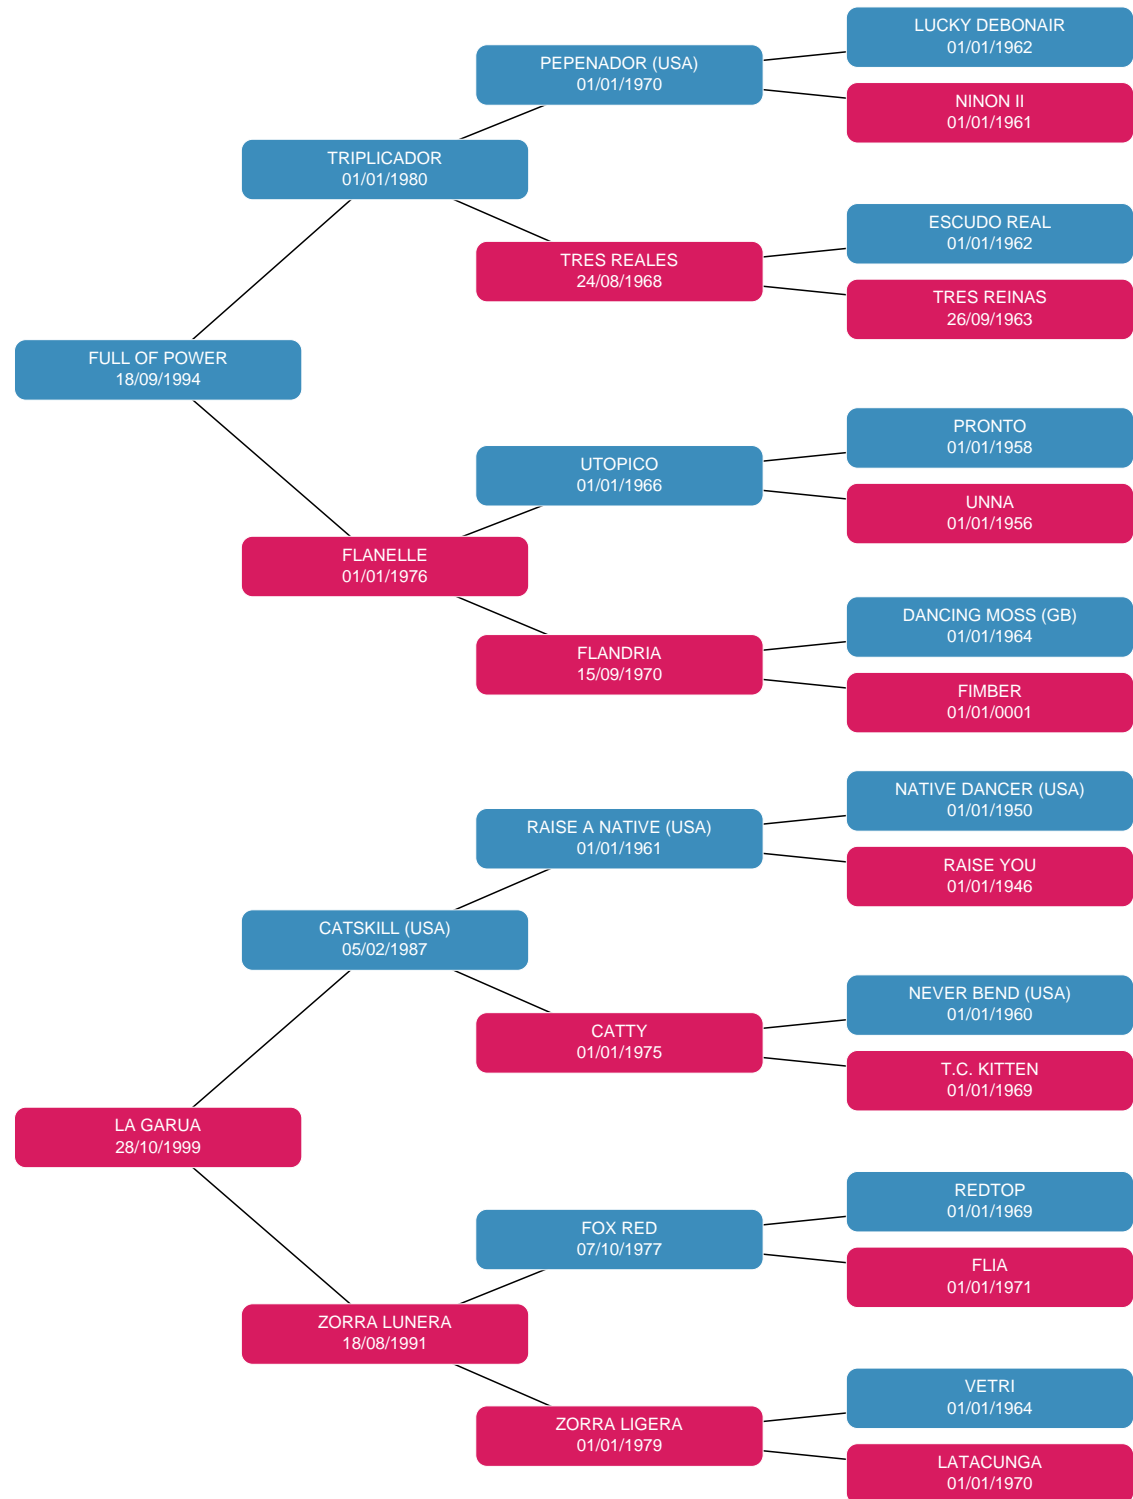 LUCKY DEBONAIR
01/01/1962
PEPENADOR (USA)
01/01/1970
NINON II
01/01/1961
TRIPLICADOR
01/01/1980
ESCUDO REAL
01/01/1962
TRES REALES
24/08/1968
TRES REINAS
26/09/1963
FULL OF POWER
18/09/1994
PRONTO
01/01/1958
UTOPICO
01/01/1966
UNNA
01/01/1956
FLANELLE
01/01/1976
DANCING MOSS (GB)
01/01/1964
FLANDRIA
15/09/1970
FIMBER
01/01/0001
NATIVE DANCER (USA)
01/01/1950
RAISE A NATIVE (USA)
01/01/1961
RAISE YOU
01/01/1946
CATSKILL (USA)
05/02/1987
NEVER BEND (USA)
01/01/1960
CATTY
01/01/1975
T.C. KITTEN
01/01/1969
LA GARUA
28/10/1999
REDTOP
01/01/1969
FOX RED
07/10/1977
FLIA
01/01/1971
ZORRA LUNERA
18/08/1991
VETRI
01/01/1964
ZORRA LIGERA
01/01/1979
LATACUNGA
01/01/1970